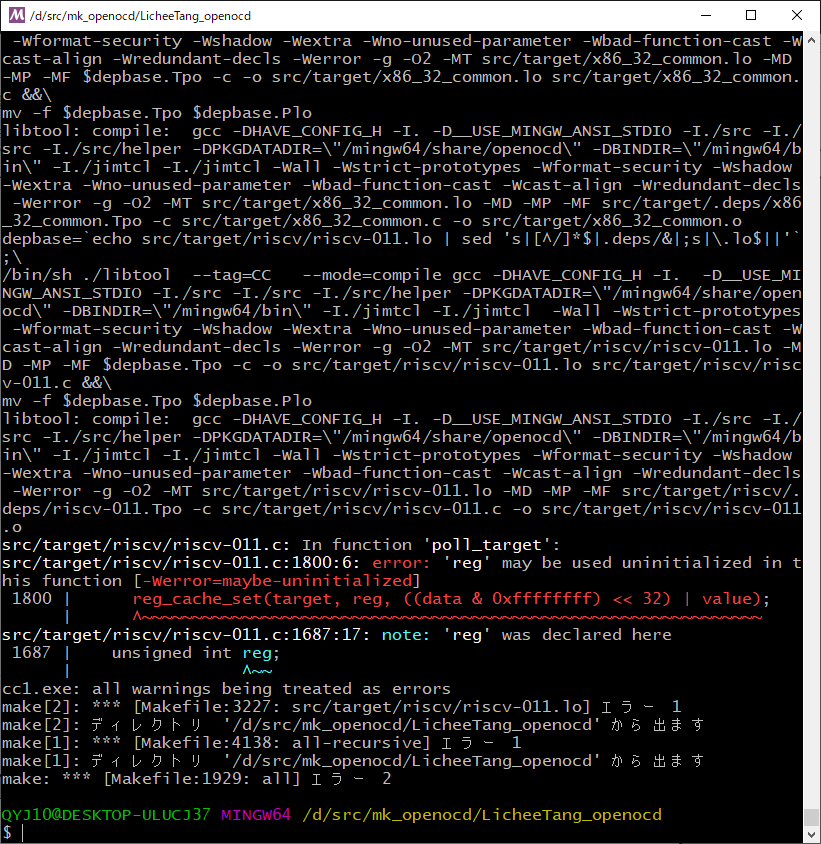 /d/src/mk_openocd/LicheeTang_openocd
 -Wformat-security -Wshadow -Wextra -Wno-unused-parameter -Wbad-function-cast -W
cast-align -Wredundant-decls -Werror -g -O2 -MT src/target/x86_32_common.lo -MD
-MP -MF $depbase.Tpo -c -o src/target/x86_32_common.lo src/target/x86_32_common.
c &&\
mv -f $depbase.Tpo $depbase.Plo
libtool: compile:  gcc -DHAVE_CONFIG_H -I. -D__USE_MINGW_ANSI_STDIO -I./src -I./
src -I./src/helper -DPKGDATADIR=\"/mingw64/share/openocd\" -DBINDIR=\"/mingw64/b
in\" -I./jimtcl -I./jimtcl -Wall -Wstrict-prototypes -Wformat-security -Wshadow
-Wextra -Wno-unused-parameter -Wbad-function-cast -Wcast-align -Wredundant-decls
 -Werror -g -O2 -MT src/target/x86_32_common.lo -MD -MP -MF src/target/.deps/x86
_32_common.Tpo -c src/target/x86_32_common.c -o src/target/x86_32_common.o
depbase=`echo src/target/riscv/riscv-011.lo | sed 's|[^/]*$|.deps/&|;s|\.lo$||'`
;\
/bin/sh ./libtool  --tag=CC   --mode=compile gcc -DHAVE_CONFIG_H -I.  -D__USE_MI
NGW_ANSI_STDIO -I./src -I./src -I./src/helper -DPKGDATADIR=\"/mingw64/share/open
ocd\" -DBINDIR=\"/mingw64/bin\" -I./jimtcl -I./jimtcl  -Wall -Wstrict-prototypes
 -Wformat-security -Wshadow -Wextra -Wno-unused-parameter -Wbad-function-cast -W
cast-align -Wredundant-decls -Werror -g -O2 -MT src/target/riscv/riscv-011.lo -M
D -MP -MF $depbase.Tpo -c -o src/target/riscv/riscv-011.lo src/target/riscv/risc
v-011.c &&\
mv -f $depbase.Tpo $depbase.Plo
libtool: compile:  gcc -DHAVE_CONFIG_H -I. -D__USE_MINGW_ANSI_STDIO -I./src -I./
src -I./src/helper -DPKGDATADIR=\"/mingw64/share/openocd\" -DBINDIR=\"/mingw64/b
in\" -I./jimtcl -I./jimtcl -Wall -Wstrict-prototypes -Wformat-security -Wshadow
-Wextra -Wno-unused-parameter -Wbad-function-cast -Wcast-align -Wredundant-decls
 -Werror -g -O2 -MT src/target/riscv/riscv-011.lo -MD -MP -MF src/target/riscv/.
deps/riscv-011.Tpo -c src/target/riscv/riscv-011.c -o src/target/riscv/riscv-011
.o
src/target/riscv/riscv-011.c: In function 'poll_target':
src/target/riscv/riscv-011.c:1800:6: error: 'reg' may be used uninitialized in t
his function [-Werror=maybe-uninitialized]
 1800 |      reg_cache_set(target, reg, ((data & 0xffffffff) << 32) | value);
      |      ^~~~~~~~~~~~~~~~~~~~~~~~~~~~~~~~~~~~~~~~~~~~~~~~~~~~~~~~~~~~~~~
src/target/riscv/riscv-011.c:1687:17: note: 'reg' was declared here
 1687 |    unsigned int reg;
      |                 ^~~
cc1.exe: all warnings being treated as errors
make[2]: *** [Makefile:3227: src/target/riscv/riscv-011.lo] エラー 1
make[2]: ディレクトリ '/d/src/mk_openocd/LicheeTang_openocd' から出ます
make[1]: *** [Makefile:4138: all-recursive] エラー 1
make[1]: ディレクトリ '/d/src/mk_openocd/LicheeTang_openocd' から出ます
make: *** [Makefile:1929: all] エラー 2
QYJ10@DESKTOP-ULUCJ37 MINGW64 /d/src/mk_openocd/LicheeTang_openocd
$